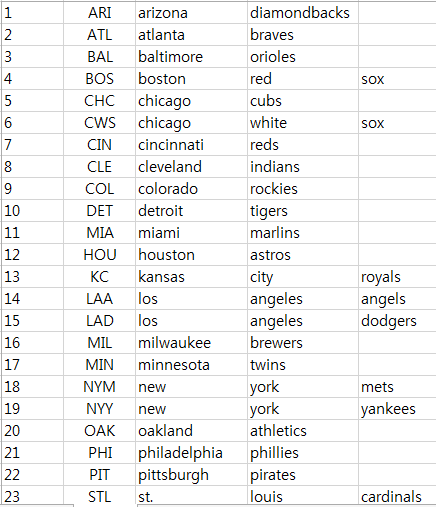 1 ARI arizona diamondbacks
2 ATL atlanta braves
3 BAL baltimore orioles
4 BOS boston red sox
5 CHC chicago cubs
6 CWS chicago white sox
7 CIN cincinnati reds
8 CLE cleveland indians
9 COL colorado rockies
10 DET detroit tigers
11 MIA miami marlins
12 HOU houston astros
13 KC kansas city royals
14 LAA los angeles angels
15 LAD los angeles dodgers
16 MIL milwaukee brewers
17 MIN minnesota twins
18 NYM new york mets
19 NYY new york yankees
20 OAK oakland athletics
21 PHI philadelphia phillies
22 PIT pittsburgh pirates
23 STL st. louis cardinals